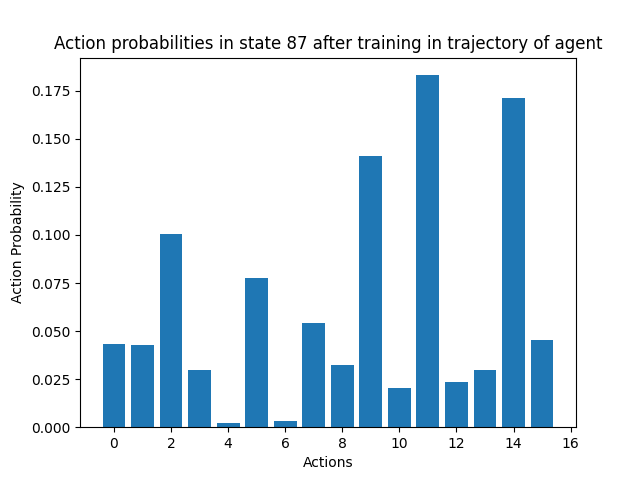 Action probabilities in state 87 after training in trajectory of agent
0.175
0.150
0.125
0.100
0.075
0.050
0.025
0.000
Action Probability
0 2 4 6 8 10 12 14 16
Actions